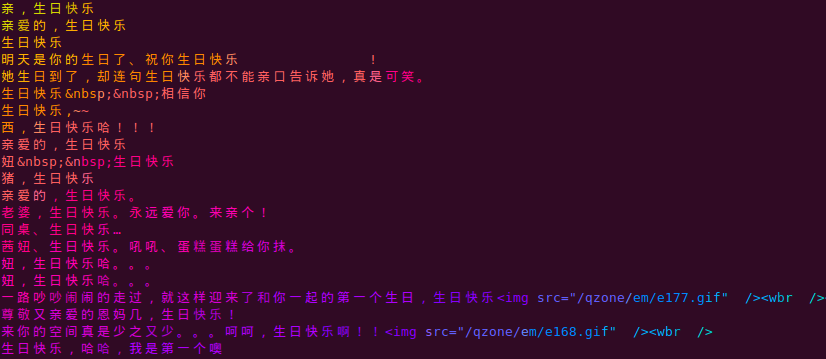 亲，生日快乐
亲爱的，生日快乐
生日快乐
明天是你的生日了、祝你生日快乐 !
她生日到了，却连句生日快乐都不能亲口告诉她，真是可笑。
生日快乐&nbsp;&nbsp;相信你
生日快乐,~~
西，生日快乐哈！！！
亲爱的，生日快乐
妞&nbsp;&nbsp;生日快乐
猪，生日快乐
亲爱的，生日快乐。
老婆，生日快乐。永远爱你。来亲个！
同桌、生日快乐…
茜妞、生日快乐。吼吼、蛋糕蛋糕给你抹。
妞，生日快乐哈。。。
妞，生日快乐哈。。。
一路吵吵闹闹的走过，就这样迎来了和你一起的第一个生日，生日快乐<img src="/qzone/em/e177.gif" /><wbr />
尊敬又亲爱的恩妈几，生日快乐！
来你的空间真是少之又少。。。呵呵，生日快乐啊！！<img src="/qzone/em/e168.gif" /><wbr />
生日快乐，哈哈，我是第一个噢